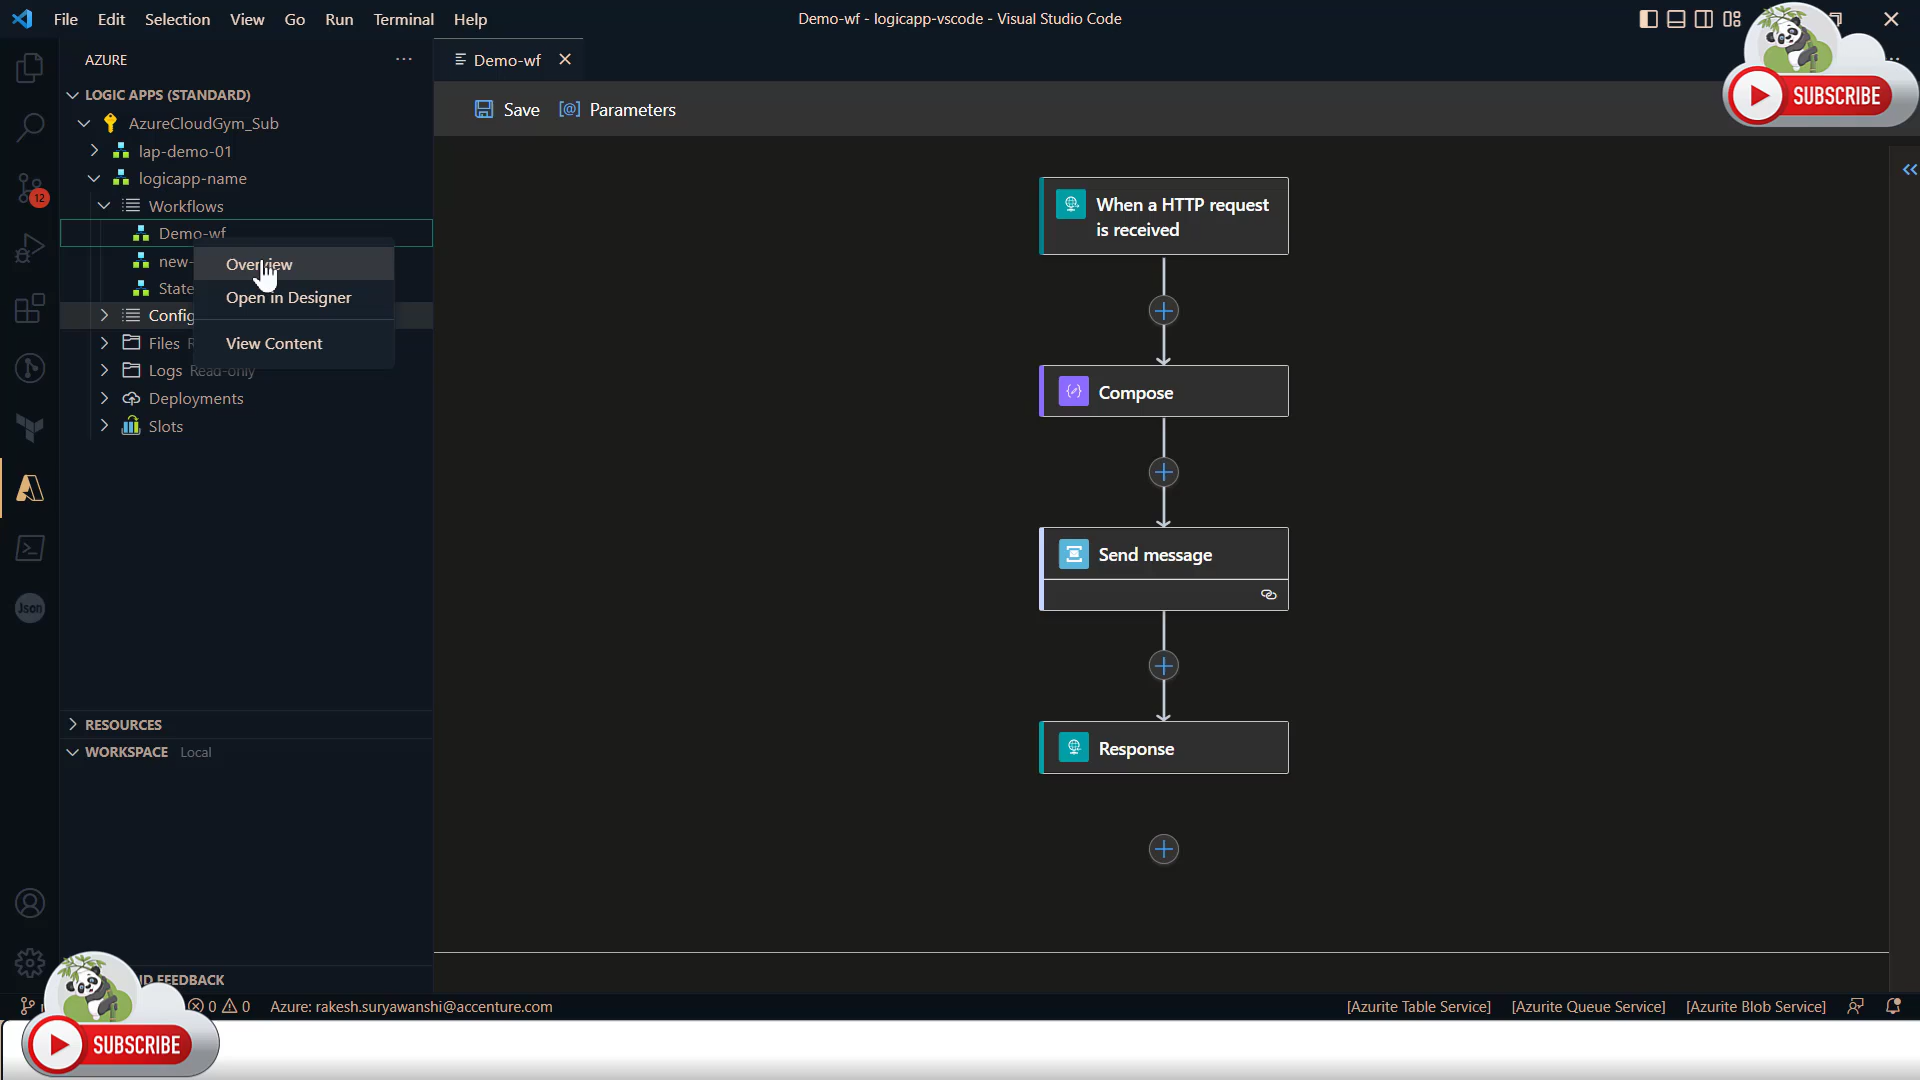 File Edit Selection View Go Run Terminal Help
Demo-wf - logicapp-vscode - Visual Studio Code
AZURE
LOGIC APPS (STANDARD)
AzureCloudGym_Sub
lap-demo-01
logicapp-name
Workflows
Demo-wf
new-
State
Config
Files
Logs Read-only
Deployments
Slots
Overview
Open in Designer
View Content
RESOURCES
WORKSPACE Local
FEEDBACK
Demo-wf
Save Parameters
When a HTTP request
is received
Compose
Send message
Response
SUBSCRIBE
12
Json
0 0 Azure: rakesh.suryawanshi@accenture.com
[Azurite Table Service] [Azurite Queue Service] [Azurite Blob Service]
SUBSCRIBE